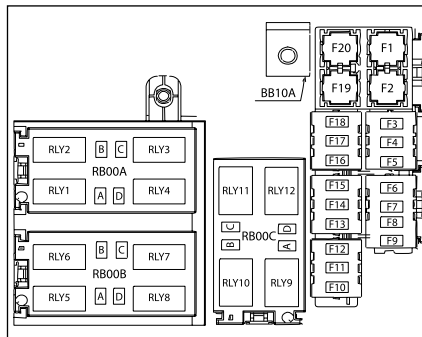 F20 F1
BB10A F19 F2
F18 F3
F17 F4
F16 F5
RLY2 B C RLY3
RB00A
RLY1 A D RLY4
RLY11 RLY12
F15 F6
F14 F7
F13 F8
F9
C D
RB00C
B A
RLY6 B C RLY7
RB00B
RLY5 A D RLY8
RLY10 RLY9
F12
F11
F10